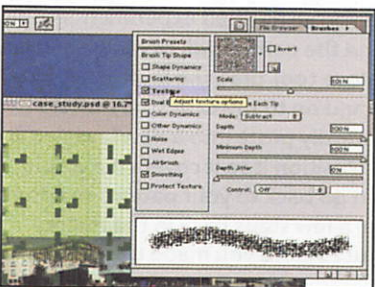 File Browser Brushes
Brush Presets
Brush Tip Shape
Invert
Shape Dynamics
Scattering
Scale 100%
Texture
Adjust texture options
Each Tip
Color Dynamics
Mode: Subtract
Other Dynamics
Depth 100%
Noise
Wet Edges
Minimum Depth 100%
Airbrush
Smoothing
Depth Jitter 0%
Protect Texture
Control: Off
case_study.psd @ 16.7%